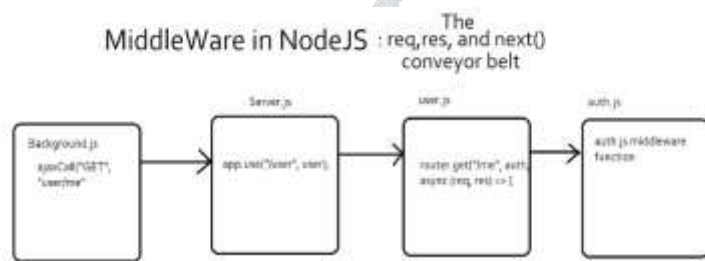 MiddleWare in NodeJS
The
: req,res, and next()
conveyor belt
Background.js
ajaxCall("GET",
"user/me"
Server.js
app.use("/user", user);
user.js
router.get("/me", auth,
async (req, res) => {
auth.js
auth.js middleware
function